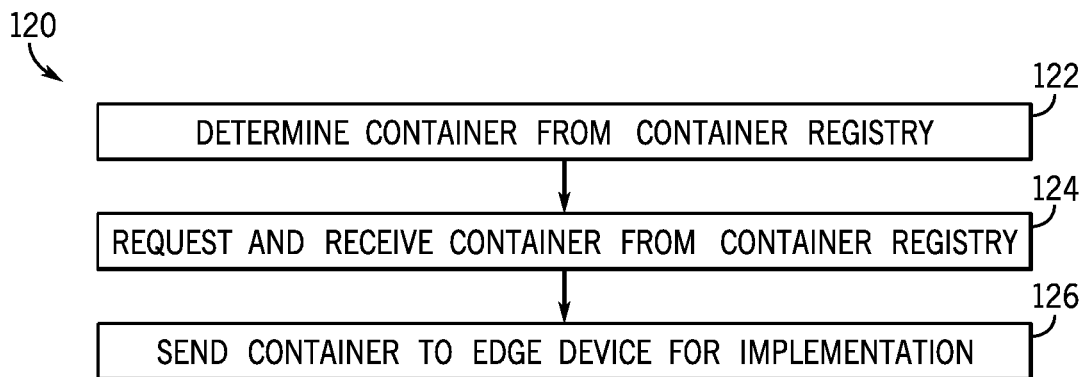 120
122
DETERMINE CONTAINER FROM CONTAINER REGISTRY
124
REQUEST AND RECEIVE CONTAINER FROM CONTAINER REGISTRY
126
SEND CONTAINER TO EDGE DEVICE FOR IMPLEMENTATION